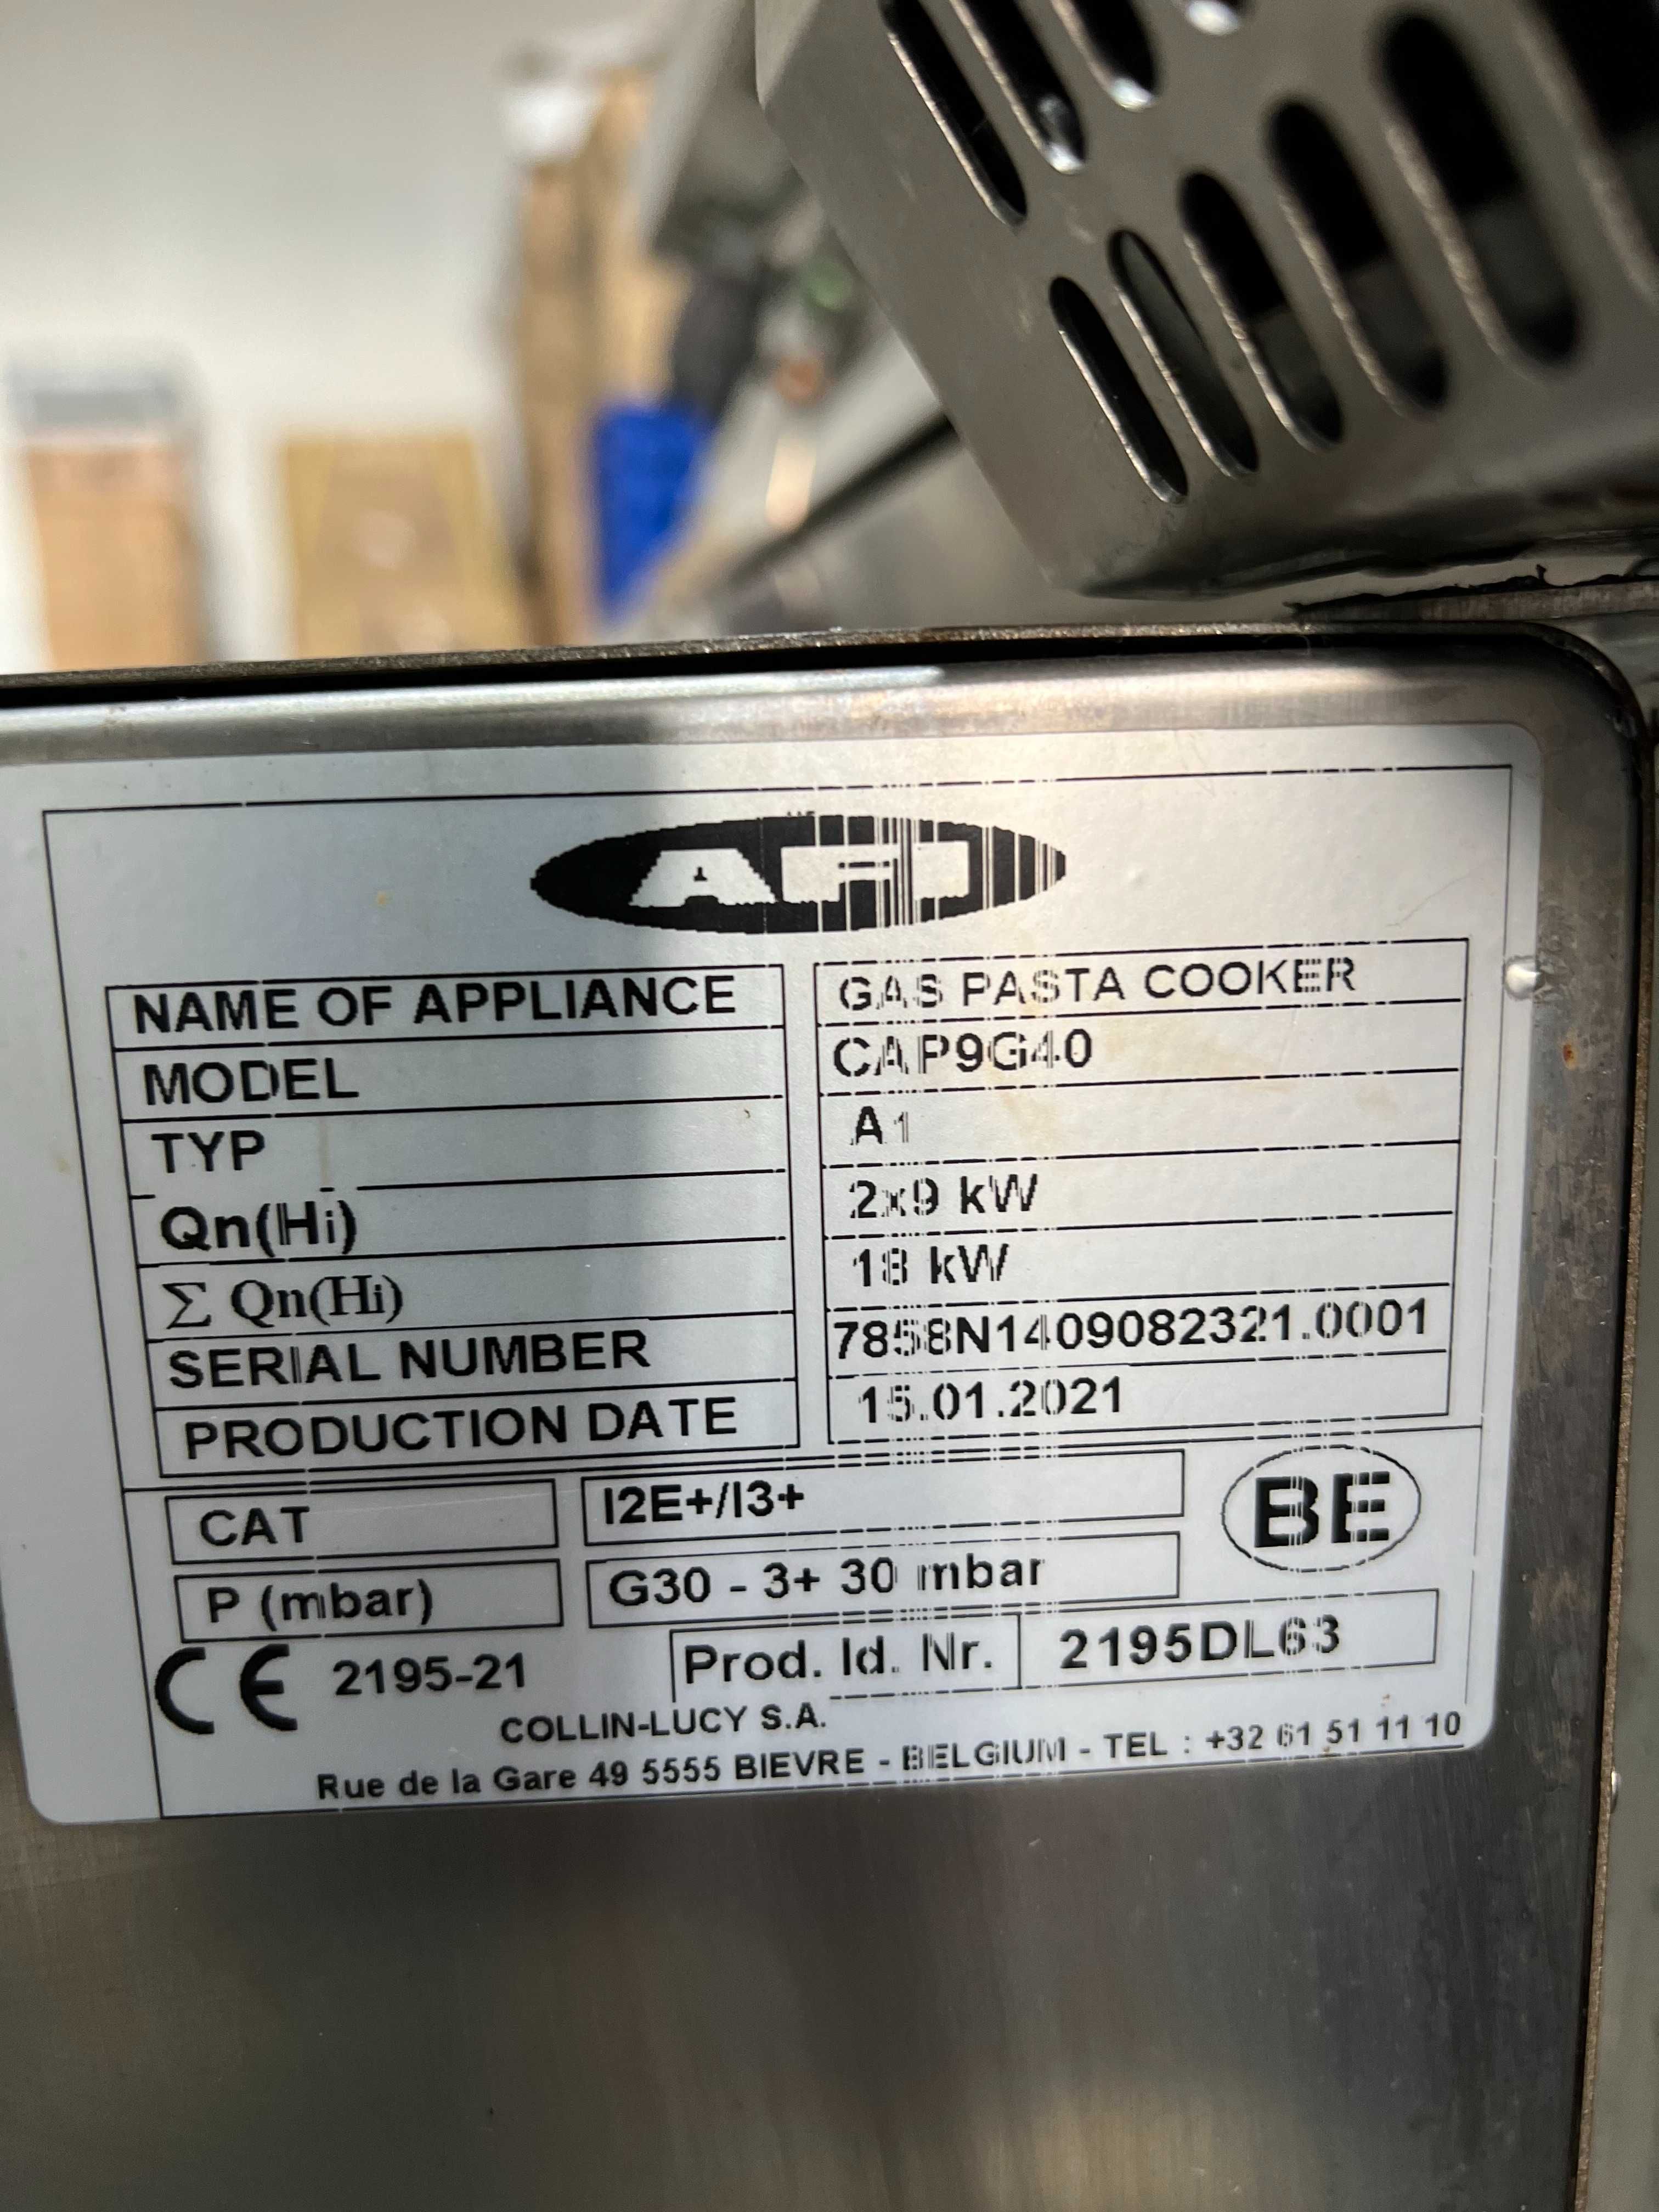 AFI
NAME OF APPLIANCE GAS PASTA COOKER
MODEL CAP9G40
TYP A1
Qn(Hi) 2x9 kW
∑ Qn(Hi) 18 kW
SERIAL NUMBER 7858N1409082321.0001
PRODUCTION DATE 15.01.2021
CAT I2E+/I3+
BE
P (mbar) G30 - 3+ 30 mbar
CE 2195-21 Prod. Id. Nr. 2195DL63
COLLIN-LUCY S.A.
Rue de la Gare 49 5555 BIEVRE - BELGIUM - TEL : +32 61 51 11 10